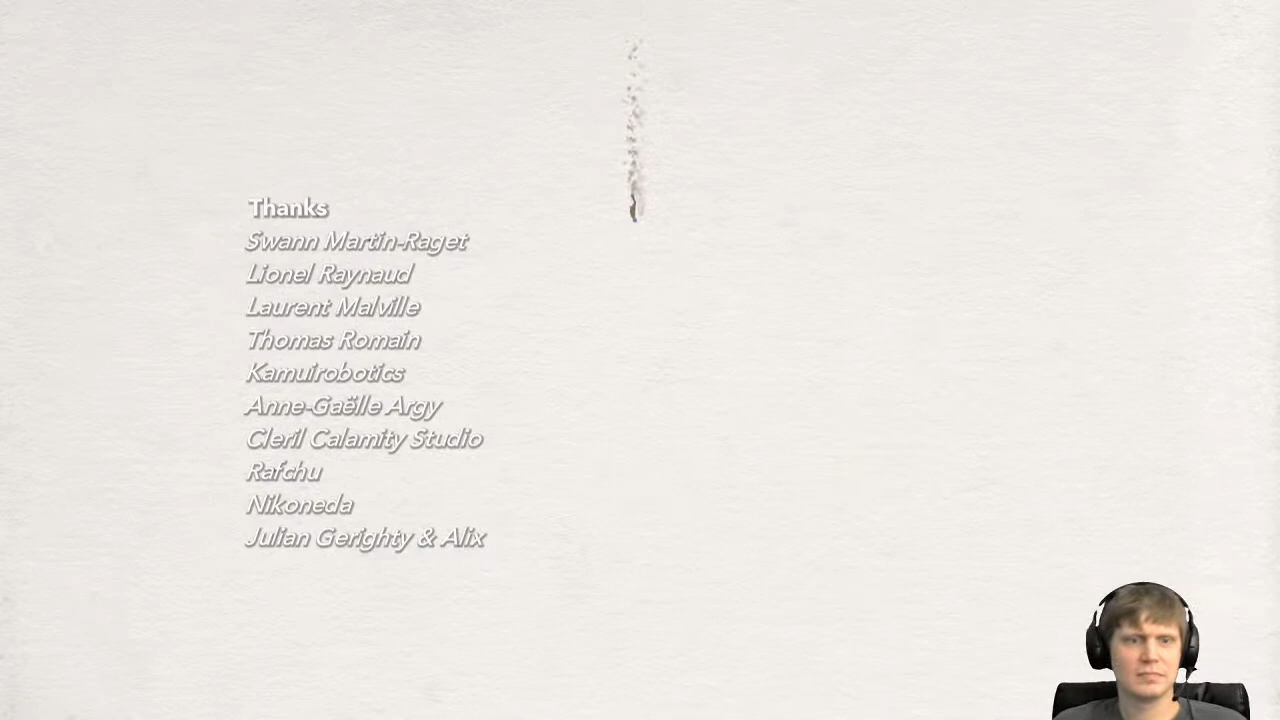 Thanks
Swann Martin-Raget
Lionel Raynaud
Laurent Malville
Thomas Romain
Kamuirobotics
Anne-Gaëlle Argy
Cleril Calamity Studio
Rafchu
Nikoneda
Julian Gerighty & Alix